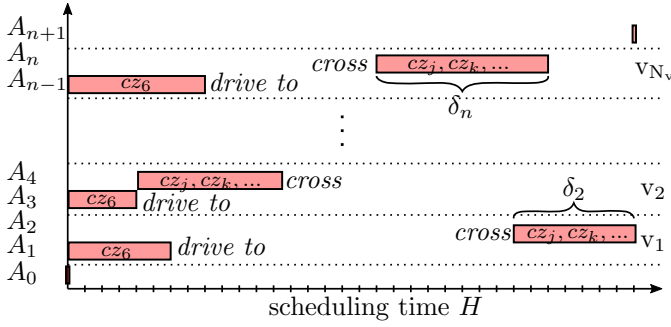 A_{n+1}
A_n cross cz_j, cz_k, ... v_{N_v}
A_{n-1} cz_6 drive to
δ_n
A_4 cz_j, cz_k, ... cross
A_3 cz_6 drive to δ_2 v_2
A_2 cross cz_j, cz_k, ... v_1
A_1 cz_6 drive to
A_0
scheduling time H